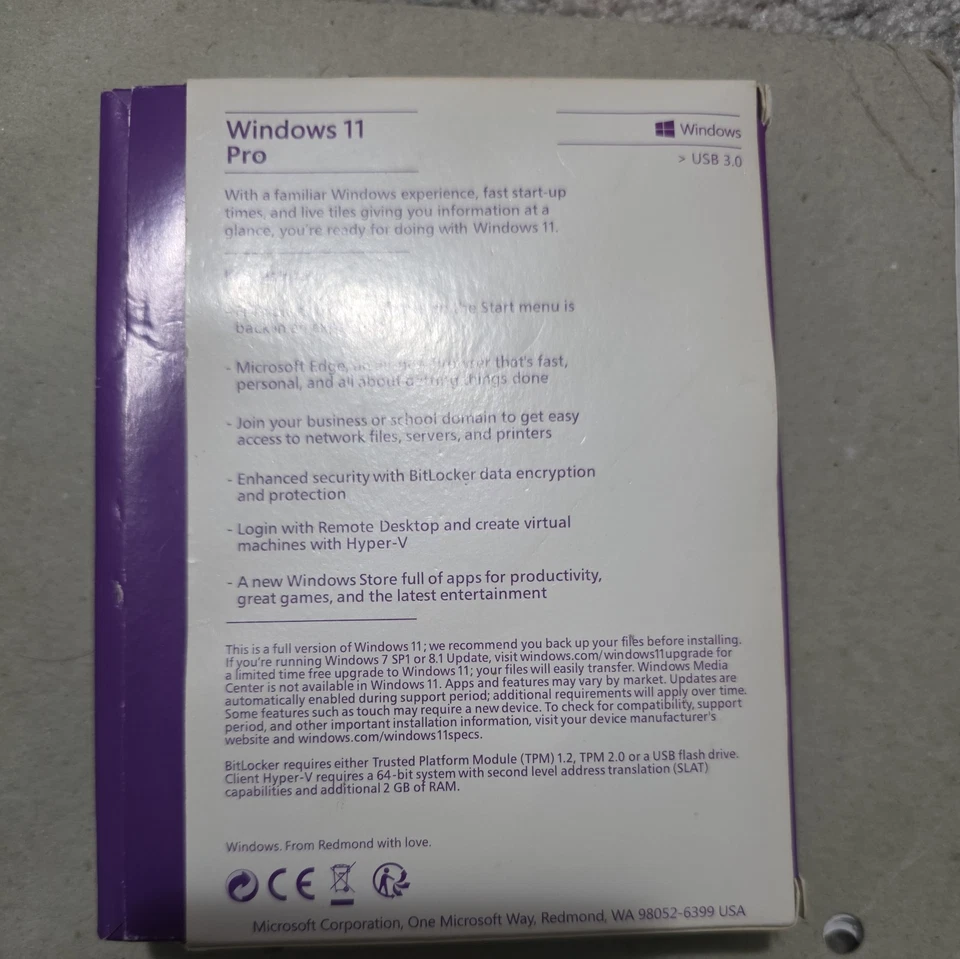 Windows 11
Pro
Windows
> USB 3.0
With a familiar Windows experience, fast start-up
times, and live tiles giving you information at a
glance, you're ready for doing with Windows 11.
the Start menu is
back in
- Microsoft Edge, that's fast,
personal, and all about getting things done
- Join your business or school domain to get easy
access to network files, servers, and printers
- Enhanced security with BitLocker data encryption
and protection
- Login with Remote Desktop and create virtual
machines with Hyper-V
- A new Windows Store full of apps for productivity,
great games, and the latest entertainment
This is a full version of Windows 11; we recommend you back up your files before installing.
If you're running Windows 7 SP1 or 8.1 Update, visit windows.com/windows11upgrade for
a limited time free upgrade to Windows 11; your files will easily transfer. Windows Media
Center is not available in Windows 11. Apps and features may vary by market. Updates are
automatically enabled during support period; additional requirements will apply over time.
Some features such as touch may require a new device. To check for compatibility, support
period, and other important installation information, visit your device manufacturer's
website and windows.com/windows11specs.
BitLocker requires either Trusted Platform Module (TPM) 1.2, TPM 2.0 or a USB flash drive.
Client Hyper-V requires a 64-bit system with second level address translation (SLAT)
capabilities and additional 2 GB of RAM.
Windows. From Redmond with love.
CE
Microsoft Corporation, One Microsoft Way, Redmond, WA 98052-6399 USA